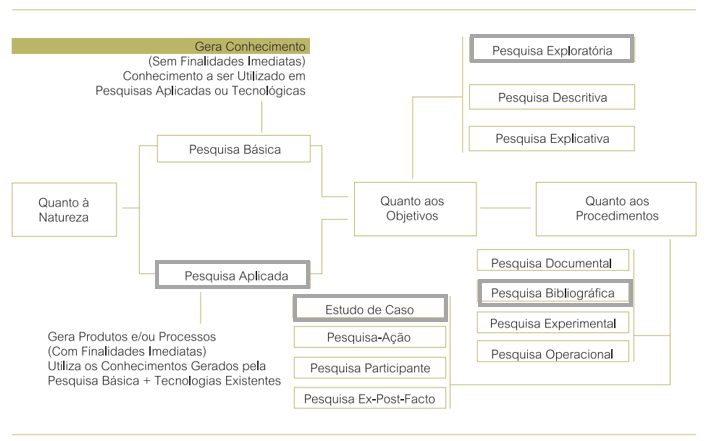 Gera Conhecimento
(Sem Finalidades Imediatas)
Conhecimento a ser Utilizado em
Pesquisas Aplicadas ou Tecnológicas
Pesquisa Básica
Quanto à
Natureza
Pesquisa Aplicada
Gera Produtos e/ou Processos
(Com Finalidades Imediatas)
Utiliza os Conhecimentos Gerados pela
Pesquisa Básica + Tecnologias Existentes
Quanto aos
Objetivos
Pesquisa Exploratória
Pesquisa Descritiva
Pesquisa Explicativa
Quanto aos
Procedimentos
Pesquisa Documental
Pesquisa Bibliográfica
Pesquisa Experimental
Pesquisa Operacional
Estudo de Caso
Pesquisa-Ação
Pesquisa Participante
Pesquisa Ex-Post-Facto